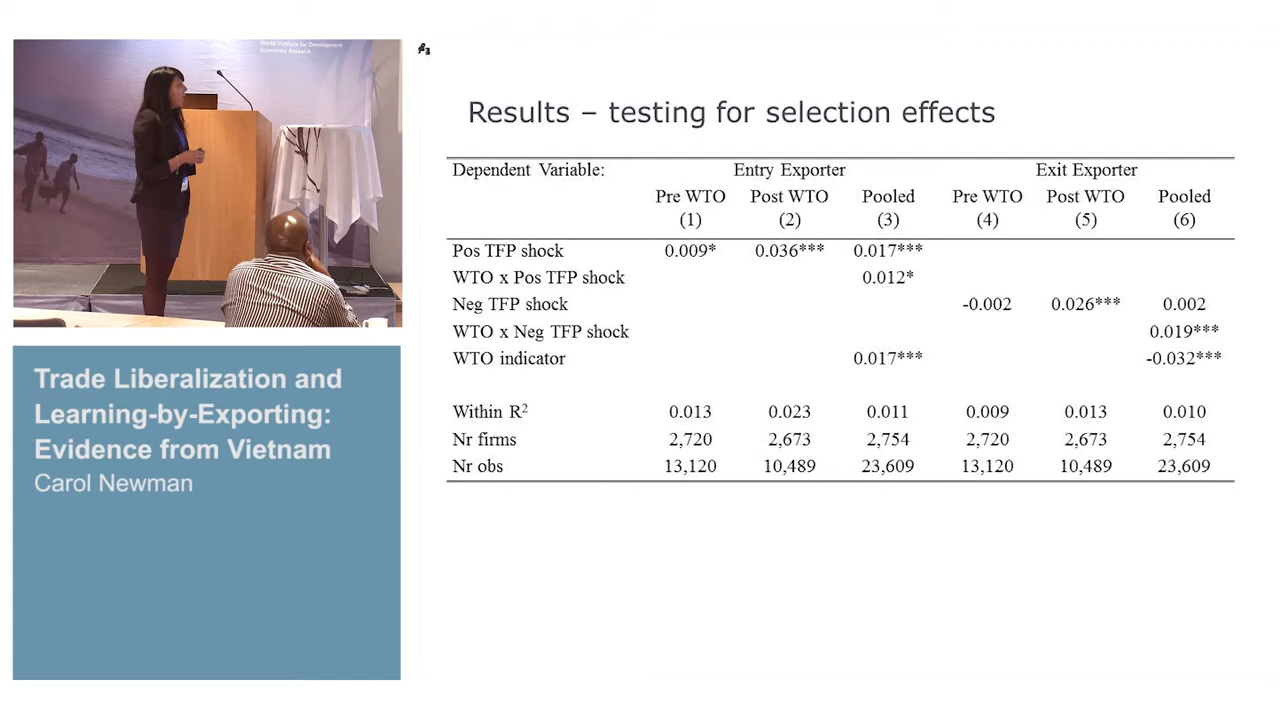 World Institute for Development
Economics Research
Results – testing for selection effects
Dependent Variable: Entry Exporter Exit Exporter
Pre WTO Post WTO Pooled Pre WTO Post WTO Pooled
(1) (2) (3) (4) (5) (6)
Pos TFP shock 0.009* 0.036*** 0.017***
WTO x Pos TFP shock 0.012*
Neg TFP shock -0.002 0.026*** 0.002
WTO x Neg TFP shock 0.019***
WTO indicator 0.017*** -0.032***
Within R² 0.013 0.023 0.011 0.009 0.013 0.010
Nr firms 2,720 2,673 2,754 2,720 2,673 2,754
Nr obs 13,120 10,489 23,609 13,120 10,489 23,609
Trade Liberalization and
Learning-by-Exporting:
Evidence from Vietnam
Carol Newman